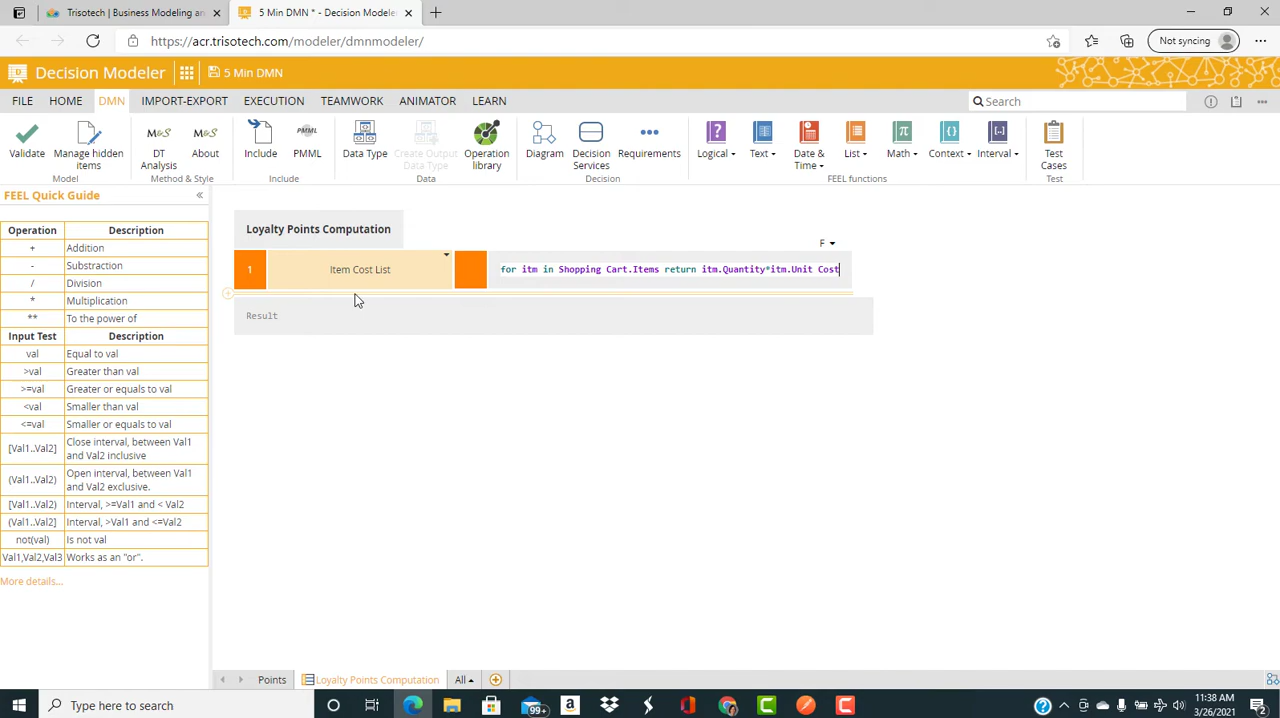 Trisotech | Business Modeling an
5 Min DMN * - Decision Modele
https://acr.trisotech.com/modeler/dmnmodeler/
Not syncing
Decision Modeler
5 Min DMN
FILE
HOME
DMN
IMPORT-EXPORT
EXECUTION
TEAMWORK
ANIMATOR
LEARN
Search
Validate
Manage hidden items
Model
M&S
DT Analysis
M&S
About
Method & Style
Include
PMML
PMML
Include
Data Type
Create Output Data Type
Operation library
Data
Diagram
Decision Services
Requirements
Decision
Logical
Text
Date & Time
List
Math
Context
Interval
FEEL functions
Test Cases
Test
FEEL Quick Guide
«
Operation Description
+ Addition
- Substraction
/ Division
* Multiplication
** To the power of
Input Test Description
val Equal to val
>val Greater than val
>=val Greater or equals to val
<val Smaller than val
<=val Smaller or equals to val
[Val1..Val2] Close interval, between Val1 and Val2 inclusive
(Val1..Val2) Open interval, between Val1 and Val2 exclusive.
[Val1..Val2) Interval, >=Val1 and < Val2
(Val1..Val2] Interval, >Val1 and <=Val2
not(val) Is not val
Val1,Val2,Val3 Works as an "or".
More details...
Loyalty Points Computation
F
1 Item Cost List for itm in Shopping Cart.Items return itm.Quantity*itm.Unit Cost
Result
Points
Loyalty Points Computation
All
Type here to search
99+
11:38 AM
3/26/2021
2